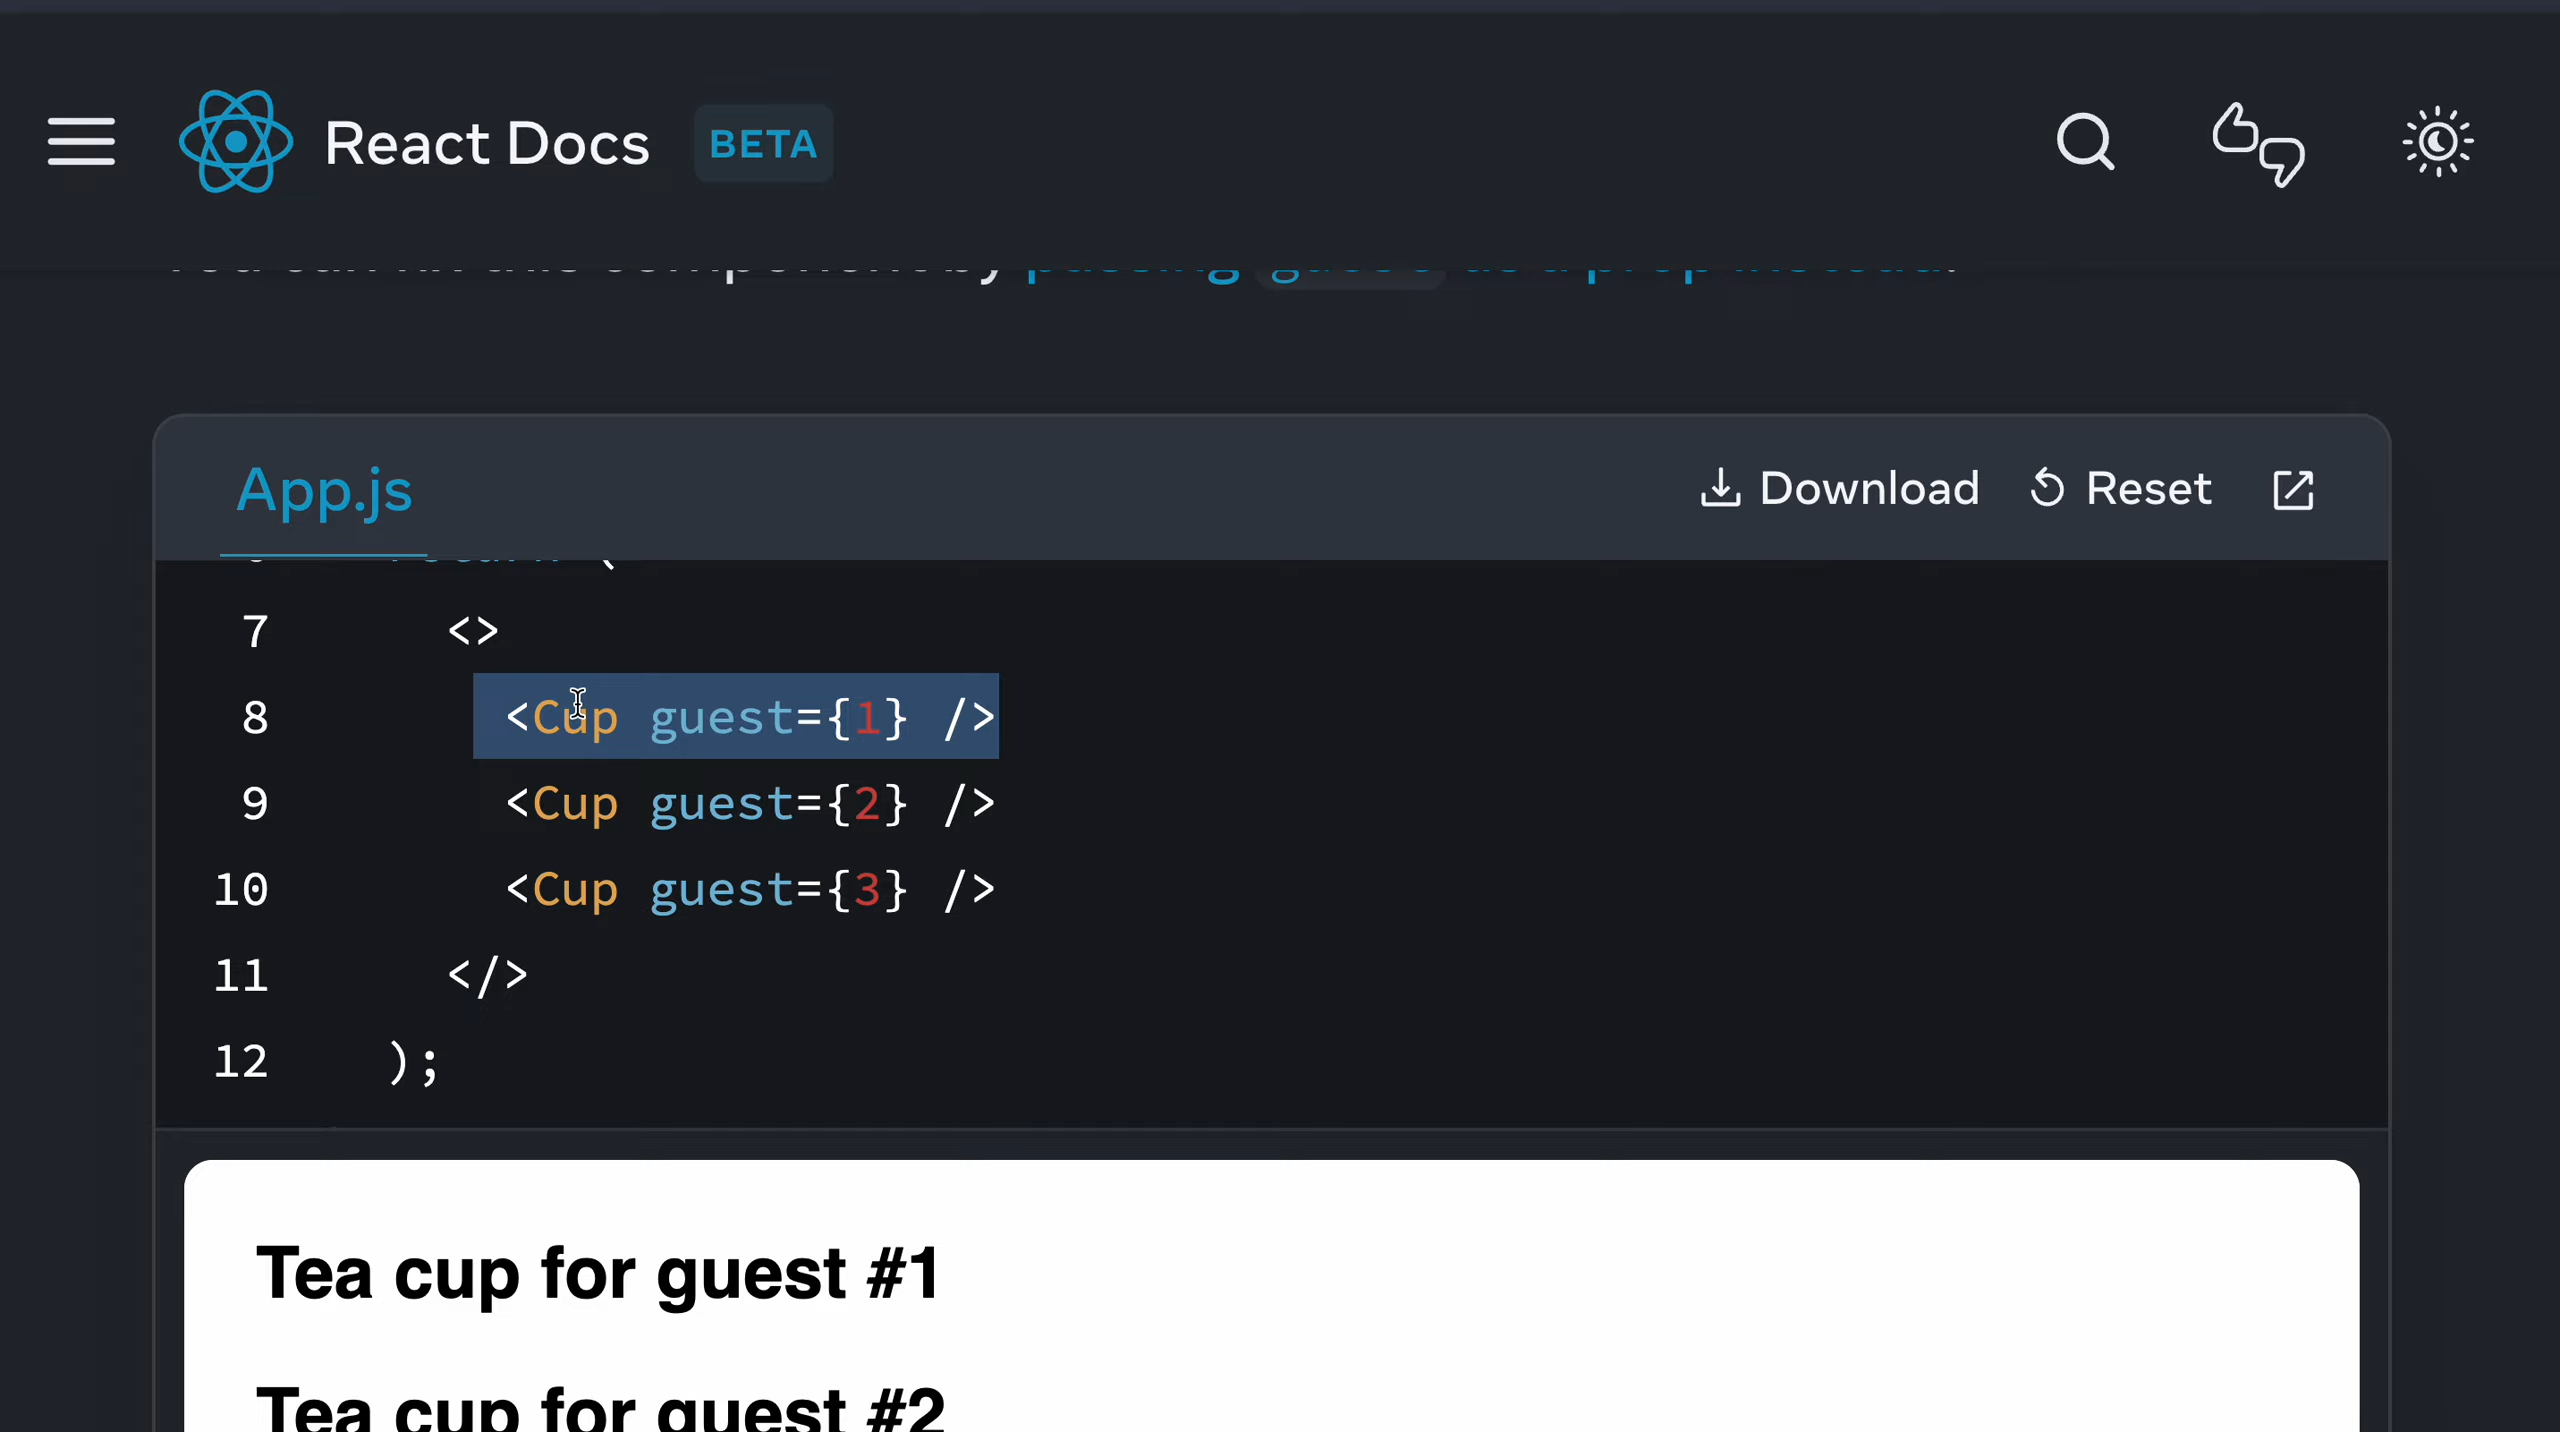 React Docs BETA
App.js Download Reset
7 <>
8 <Cup guest={1} />
9 <Cup guest={2} />
10 <Cup guest={3} />
11 </>
12 );
Tea cup for guest #1
Tea cup for guest #2